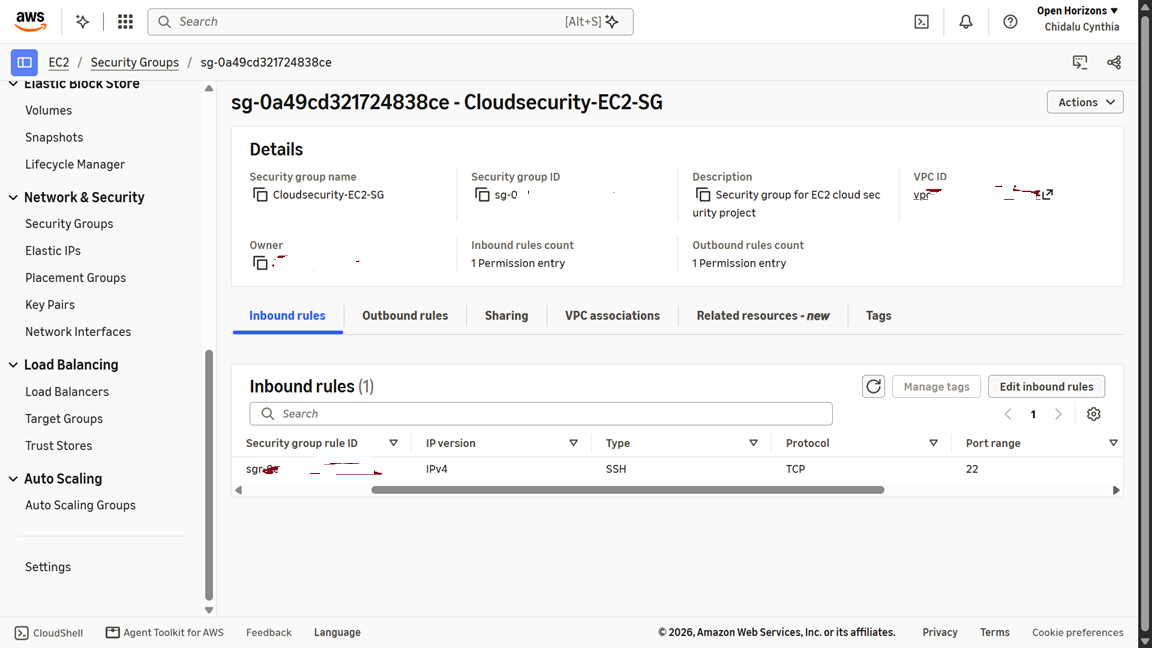 aws
Search [Alt+S]
Open Horizons ▼
Chidalu Cynthia
EC2 / Security Groups / sg-0a49cd321724838ce
Elastic Block Store
Volumes
Snapshots
Lifecycle Manager
Network & Security
Security Groups
Elastic IPs
Placement Groups
Key Pairs
Network Interfaces
Load Balancing
Load Balancers
Target Groups
Trust Stores
Auto Scaling
Auto Scaling Groups
Settings
sg-0a49cd321724838ce - Cloudsecurity-EC2-SG
Actions
Details
Security group name
Cloudsecurity-EC2-SG
Security group ID
sg-0
Description
Security group for EC2 cloud sec
urity project
VPC ID
vpc-
Owner
Inbound rules count
1 Permission entry
Outbound rules count
1 Permission entry
Inbound rules Outbound rules Sharing VPC associations Related resources - new Tags
Inbound rules (1)
Manage tags Edit inbound rules
Search
1
Security group rule ID IP version Type Protocol Port range
sgr- IPv4 SSH TCP 22
CloudShell Agent Toolkit for AWS Feedback Language © 2026, Amazon Web Services, Inc. or its affiliates. Privacy Terms Cookie preferences